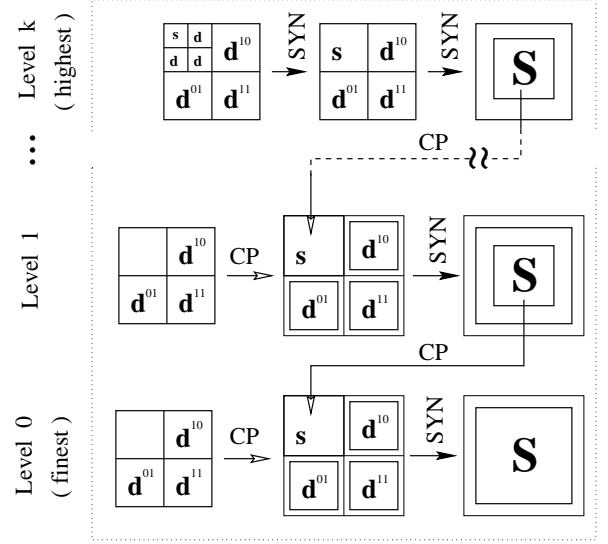 Level k
( highest )
s d
d d
d¹⁰
d⁰¹ d¹¹
SYN
s d¹⁰
d⁰¹ d¹¹
SYN
S
CP
...
Level 1
d¹⁰
d⁰¹ d¹¹
CP
s d¹⁰
d⁰¹ d¹¹
SYN
S
CP
Level 0
( finest )
d¹⁰
d⁰¹ d¹¹
CP
s d¹⁰
d⁰¹ d¹¹
SYN
S